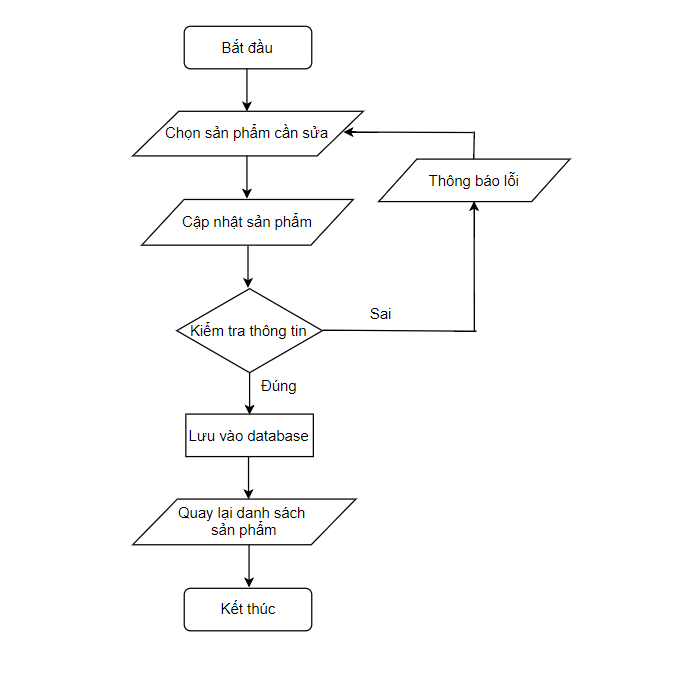 Bắt đầu
Chọn sản phẩm cần sửa
Thông báo lỗi
Cập nhật sản phẩm
Kiểm tra thông tin
Sai
Đúng
Lưu vào database
Quay lại danh sách
sản phẩm
Kết thúc